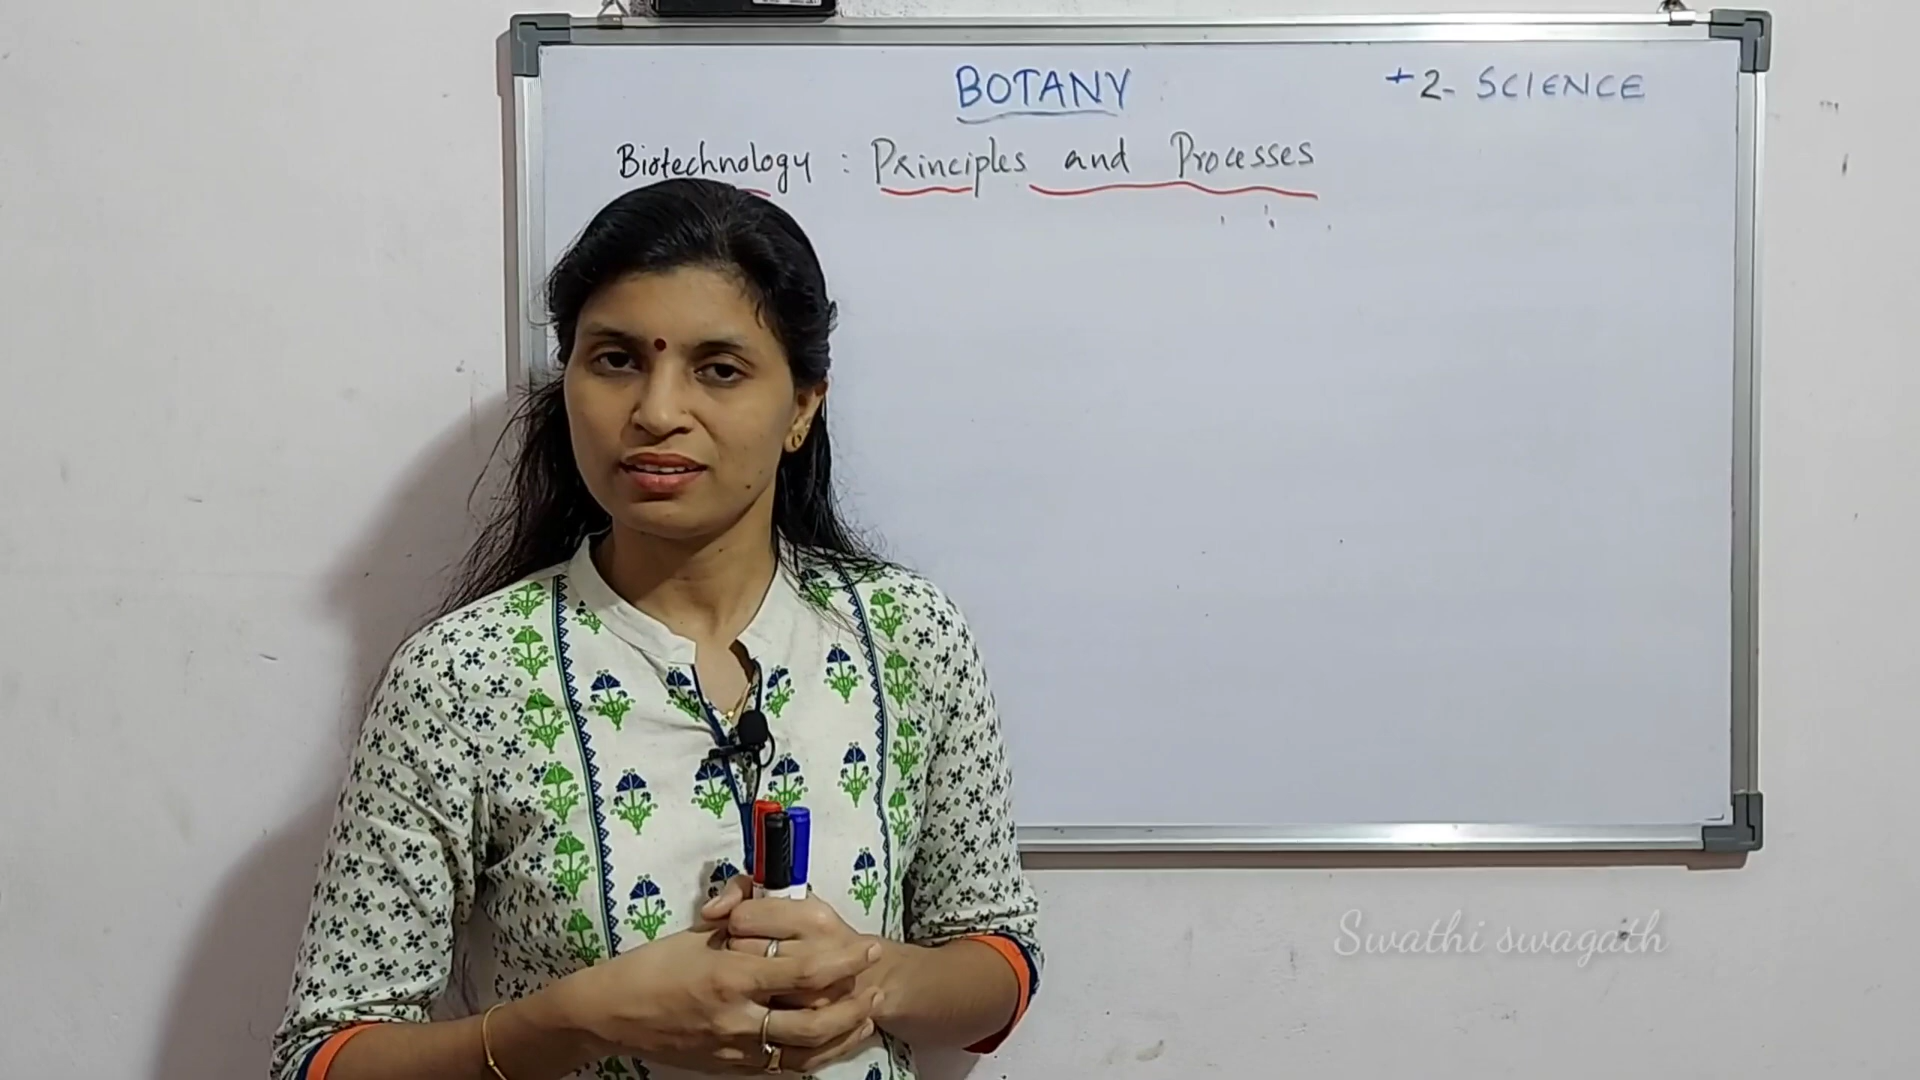 BOTANY
+2- SCIENCE
Biotechnology : Principles and Processes
Swathi swagath